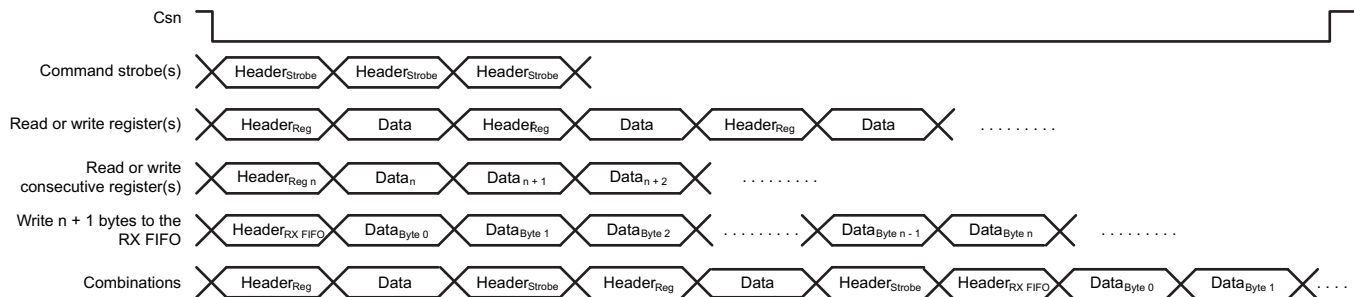 Csn
Command strobe(s) HeaderStrobe HeaderStrobe HeaderStrobe
Read or write register(s) HeaderReg Data HeaderReg Data HeaderReg Data . . . . . . . . .
Read or write
consecutive register(s) HeaderReg n Datan Datan + 1 Datan + 2 . . . . . . . . .
Write n + 1 bytes to the
RX FIFO HeaderRX FIFO DataByte 0 DataByte 1 DataByte 2 . . . . . . . . . DataByte n - 1 DataByte n . . . . . . . . .
Combinations HeaderReg Data HeaderStrobe HeaderReg Data HeaderStrobe HeaderRX FIFO DataByte 0 DataByte 1 . . . .